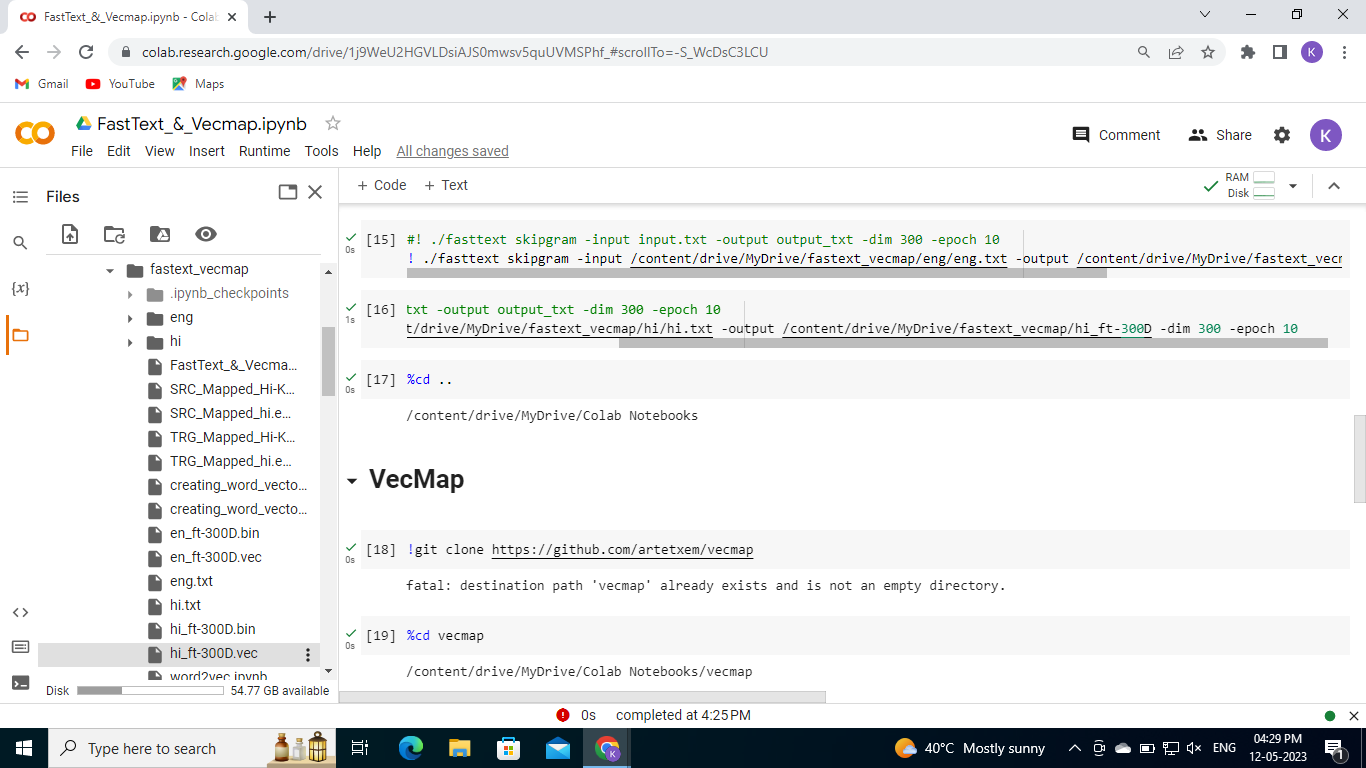 FastText_&_Vecmap.ipynb - Cola
colab.research.google.com/drive/1j9WeU2HGVLDsiAJS0mwsv5quUVMSPhf_#scrollTo=-S_WcDsC3LCU
K
Gmail YouTube Maps
FastText_&_Vecmap.ipynb
File Edit View Insert Runtime Tools Help All changes saved
Comment Share K
Files
+ Code + Text
RAM
Disk
{x}
fastext_vecmap
.ipynb_checkpoints
eng
hi
FastText_&_Vecma...
SRC_Mapped_Hi-K...
SRC_Mapped_hi.e...
TRG_Mapped_Hi-K...
TRG_Mapped_hi.e...
creating_word_vecto...
creating_word_vecto...
en_ft-300D.bin
en_ft-300D.vec
eng.txt
hi.txt
hi_ft-300D.bin
hi_ft-300D.vec
word2vec.ipynb
Disk 54.77 GB available
0s [15] #! ./fasttext skipgram -input input.txt -output output_txt -dim 300 -epoch 10
! ./fasttext skipgram -input /content/drive/MyDrive/fastext_vecmap/eng/eng.txt -output /content/drive/MyDrive/fastext_vecm
1s [16] txt -output output_txt -dim 300 -epoch 10
t/drive/MyDrive/fastext_vecmap/hi/hi.txt -output /content/drive/MyDrive/fastext_vecmap/hi_ft-300D -dim 300 -epoch 10
0s [17] %cd ..
/content/drive/MyDrive/Colab Notebooks
VecMap
0s [18] !git clone https://github.com/artetxem/vecmap
fatal: destination path 'vecmap' already exists and is not an empty directory.
0s [19] %cd vecmap
/content/drive/MyDrive/Colab Notebooks/vecmap
0s completed at 4:25 PM
Type here to search
K
40°C Mostly sunny
ENG
04:29 PM
12-05-2023
1